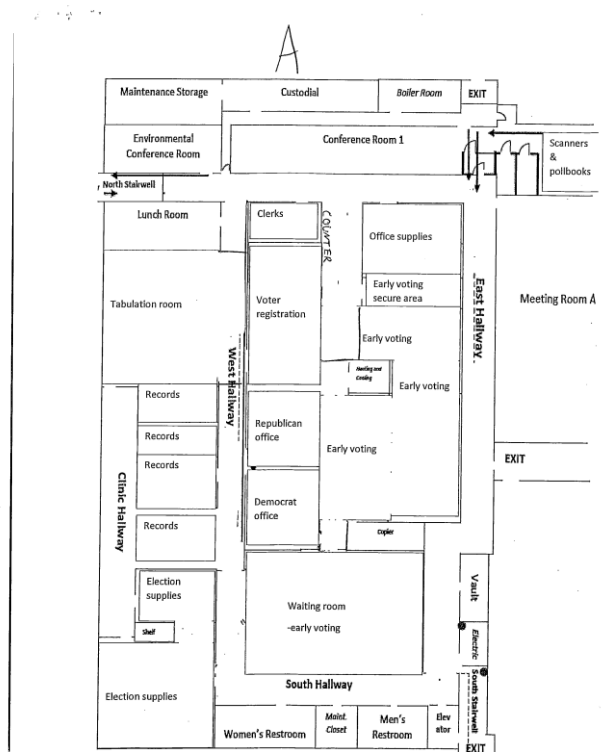 A
Maintenance Storage
Custodial
Boiler Room
EXIT
Environmental
Conference Room
Conference Room 1
Scanners
&
pollbooks
North Stairwell
Lunch Room
Clerks
COUNTER
Office supplies
Early voting
secure area
East Hallway
Meeting Room A
Tabulation room
Voter
registration
Early voting
West Hallway
Heating and
Cooling
Early voting
Records
Records
Records
Records
Republican
office
Early voting
EXIT
Clinic Hallway
Democrat
office
Copier
Election
supplies
Shelf
Waiting room
-early voting
Vault
Electric
South Stairwell
Election supplies
South Hallway
Women's Restroom
Maint.
Closet
Men's
Restroom
Elev
ator
EXIT